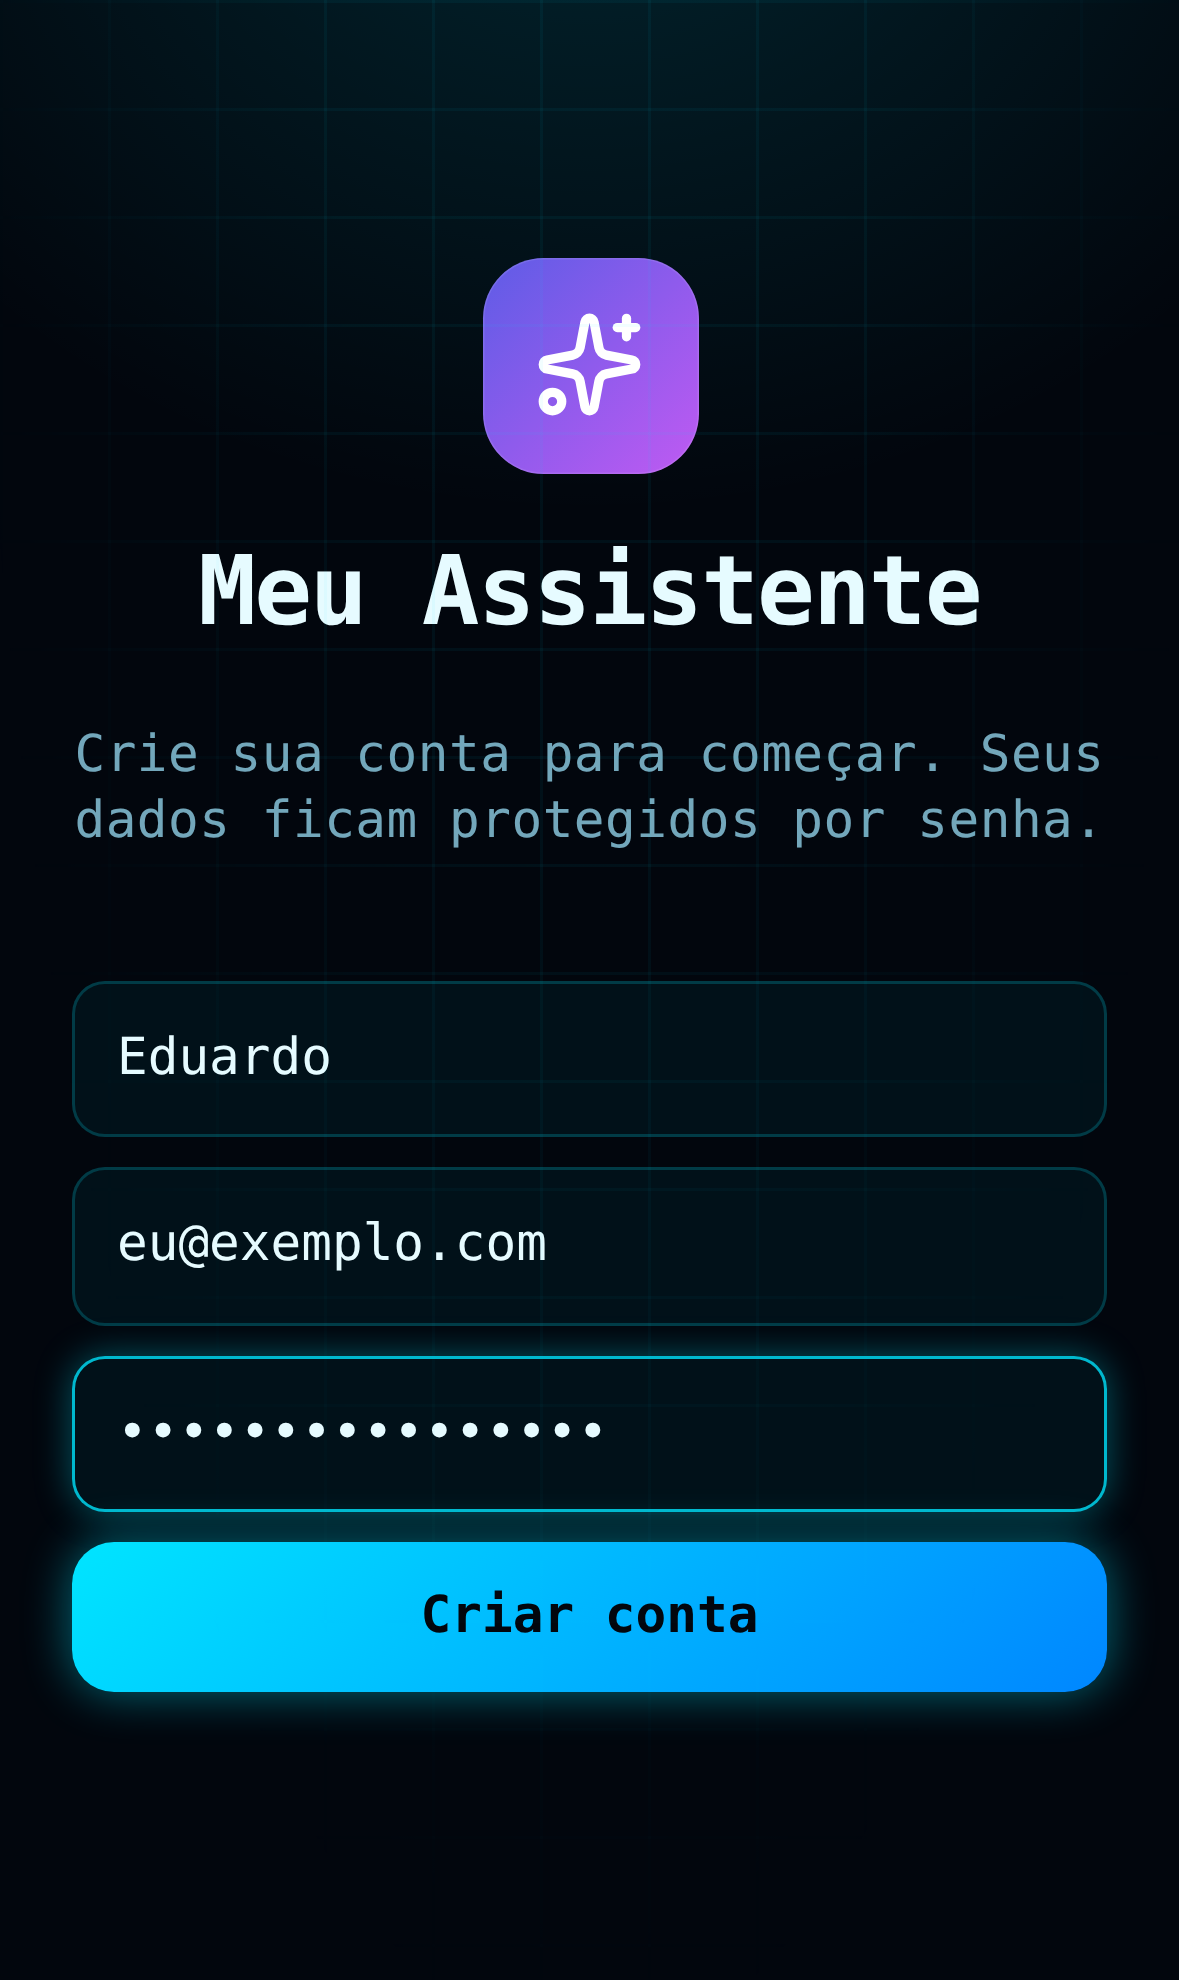 Meu Assistente
Crie sua conta para começar. Seus
dados ficam protegidos por senha.
Eduardo
eu@exemplo.com
••••••••••••••••
Criar conta